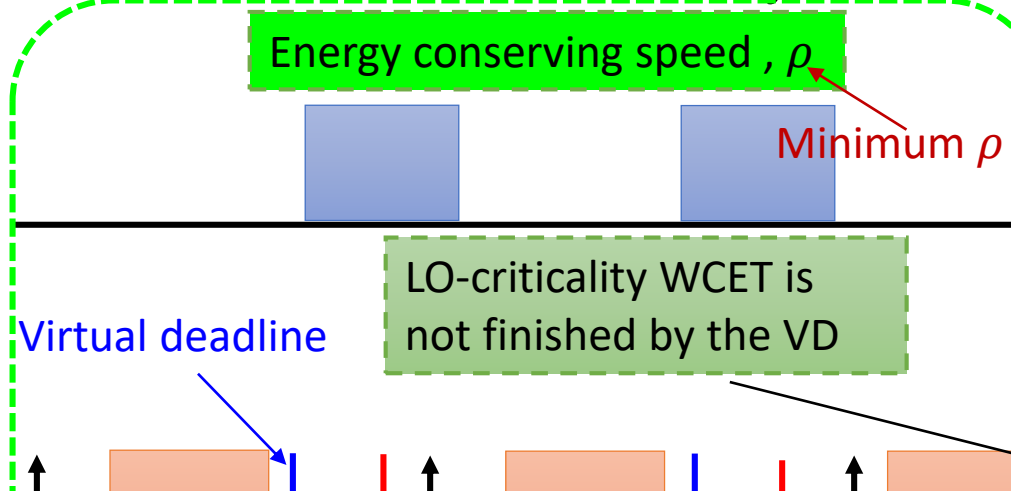 Energy conserving speed , ρ
Minimum ρ
LO-criticality WCET is
not finished by the VD
Virtual deadline